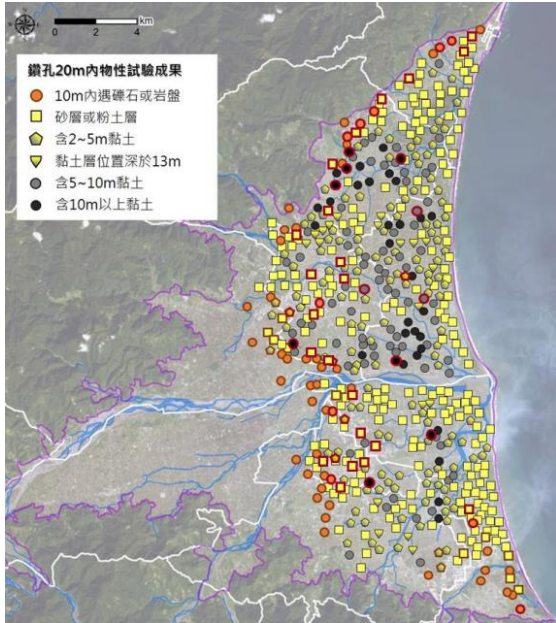 0 2 4 km
鑽孔20m內物性試驗成果
10m內遇礫石或岩盤
砂層或粉土層
含2~5m黏土
黏土層位置深於13m
含5~10m黏土
含10m以上黏土